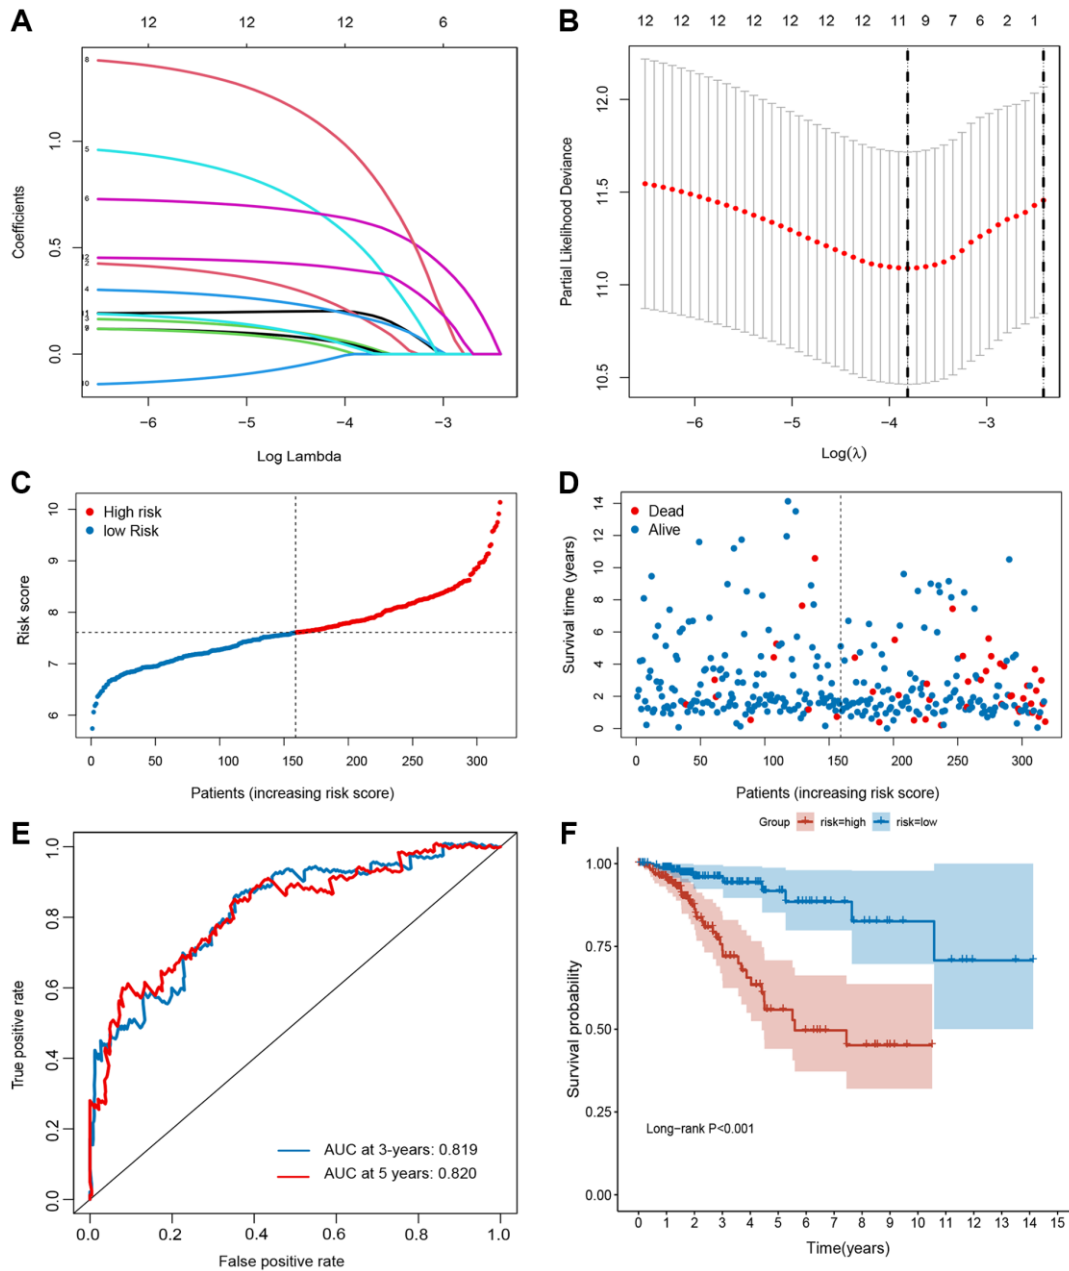 A
12 12 12 6
8
5
6
12
2
4
11
3
9
10
0.0 0.5 1.0
Coefficients
−6 −5 −4 −3
Log Lambda
B
12 12 12 12 12 12 11 9 7 6 2 1
10.5 11.0 11.5 12.0
Partial Likelihood Deviance
−6 −5 −4 −3
Log(λ)
C
High risk
low Risk
6 7 8 9 10
Risk score
0 50 100 150 200 250 300
Patients (increasing risk score)
D
Dead
Alive
0 2 4 6 8 10 12 14
Survival time (years)
0 50 100 150 200 250 300
Patients (increasing risk score)
E
0.0 0.2 0.4 0.6 0.8 1.0
True positive rate
AUC at 3-years: 0.819
AUC at 5 years: 0.820
0.0 0.2 0.4 0.6 0.8 1.0
False positive rate
F
Group risk=high risk=low
1.00
0.75
0.50
0.25
0.00
Survival probability
Long−rank P<0.001
0 1 2 3 4 5 6 7 8 9 10 11 12 13 14 15
Time(years)